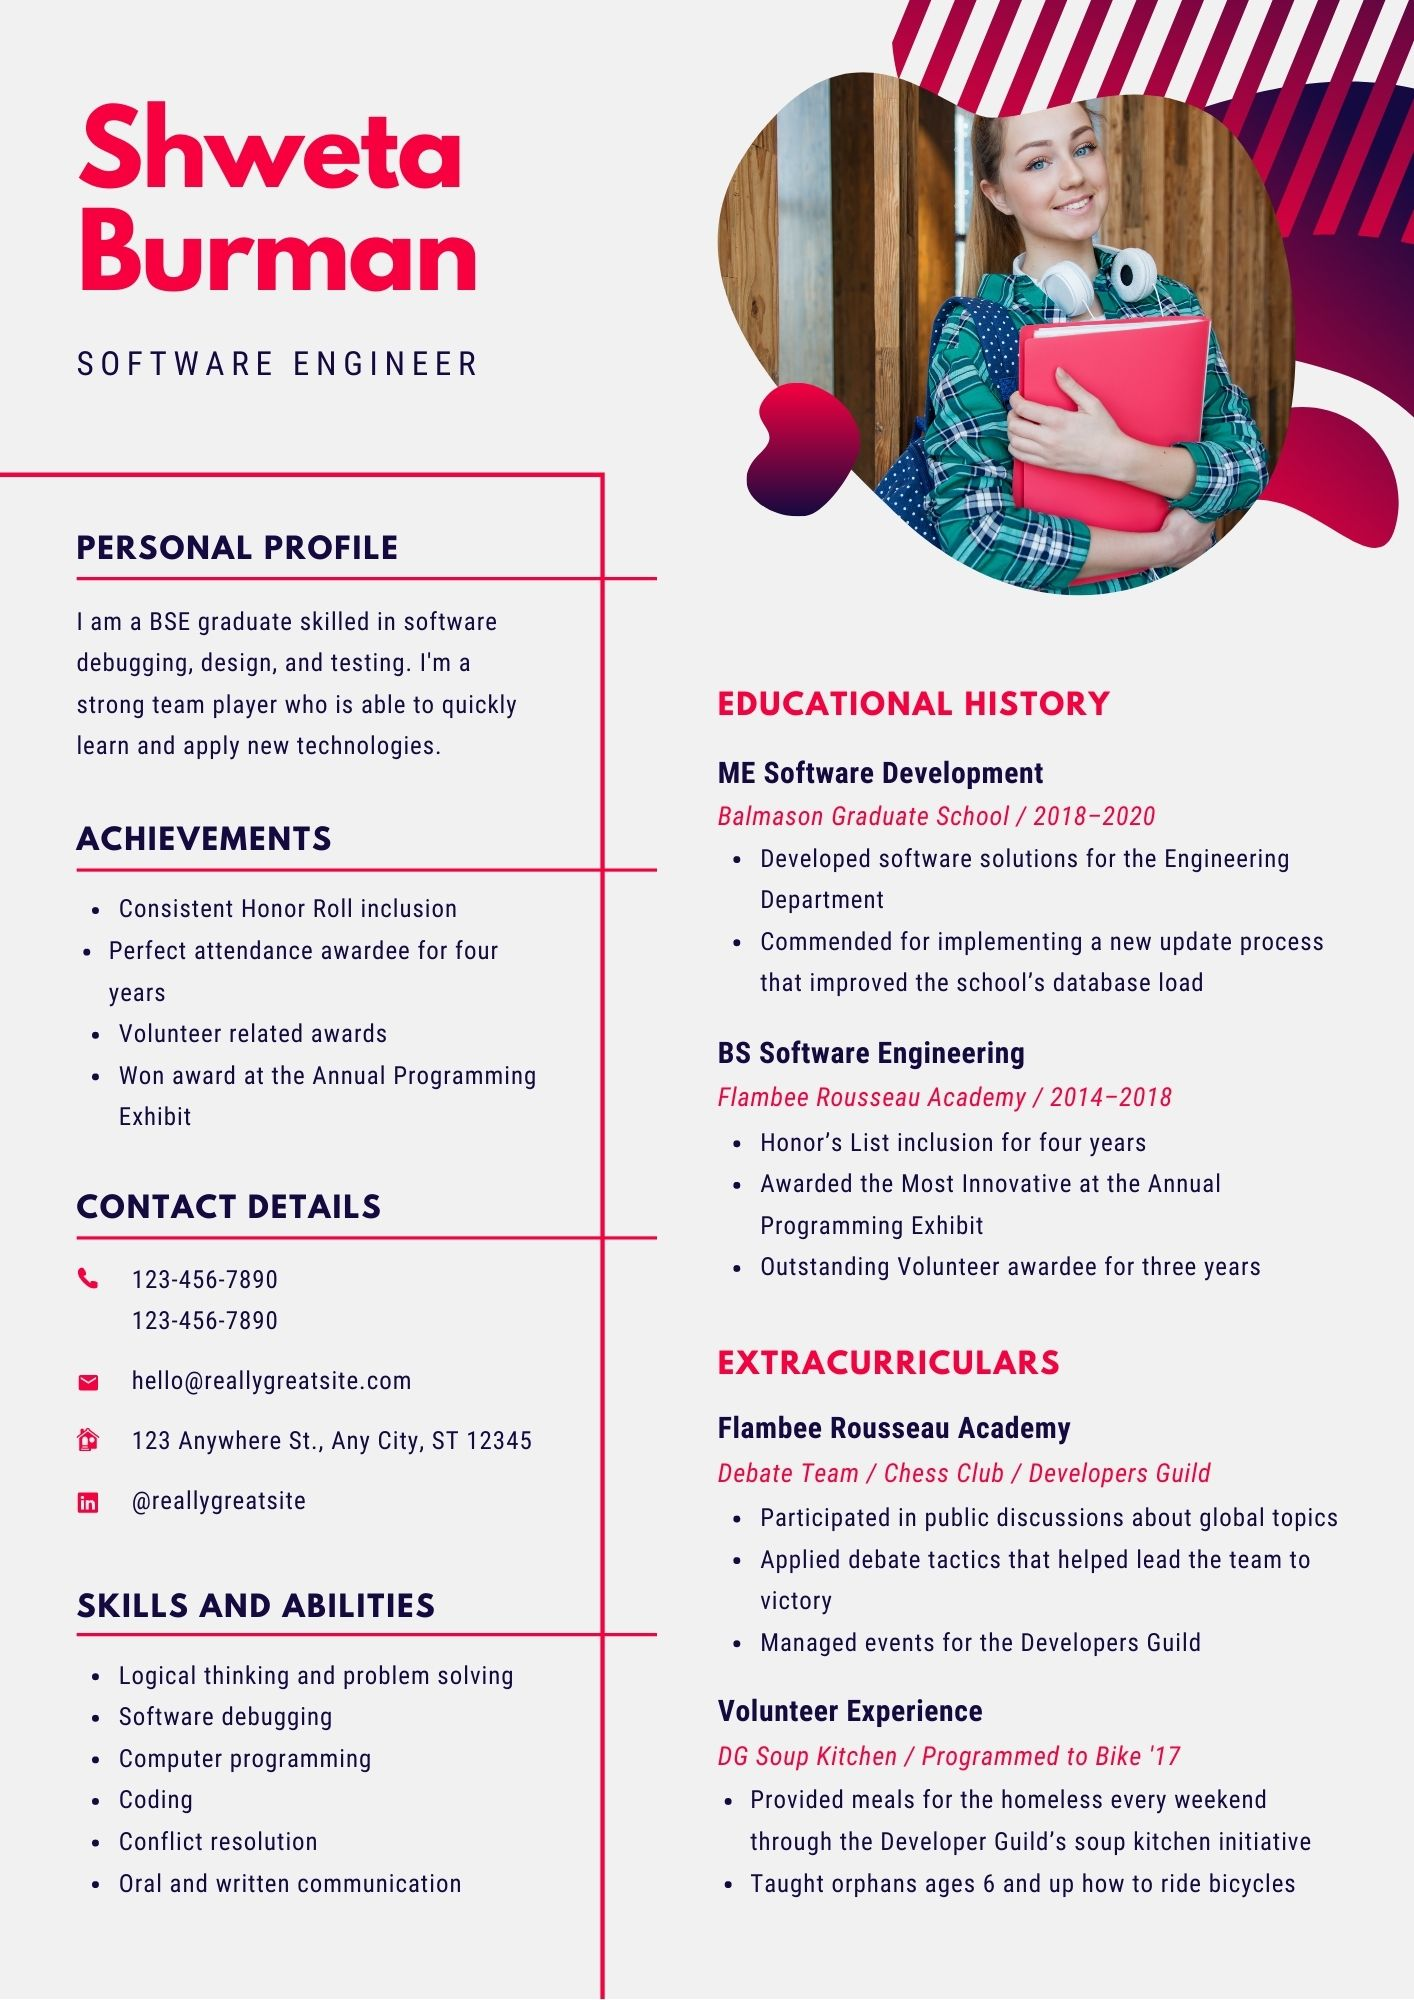 Shweta
Burman
SOFTWARE ENGINEER
PERSONAL PROFILE
I am a BSE graduate skilled in software
debugging, design, and testing. I'm a
strong team player who is able to quickly
learn and apply new technologies.
ACHIEVEMENTS
• Consistent Honor Roll inclusion
• Perfect attendance awardee for four
years
• Volunteer related awards
• Won award at the Annual Programming
Exhibit
CONTACT DETAILS
123-456-7890
123-456-7890
hello@reallygreatsite.com
123 Anywhere St., Any City, ST 12345
in @reallygreatsite
SKILLS AND ABILITIES
• Logical thinking and problem solving
• Software debugging
• Computer programming
• Coding
• Conflict resolution
• Oral and written communication
EDUCATIONAL HISTORY
ME Software Development
Balmason Graduate School / 2018–2020
• Developed software solutions for the Engineering
Department
• Commended for implementing a new update process
that improved the school’s database load
BS Software Engineering
Flambee Rousseau Academy / 2014–2018
• Honor’s List inclusion for four years
• Awarded the Most Innovative at the Annual
Programming Exhibit
• Outstanding Volunteer awardee for three years
EXTRACURRICULARS
Flambee Rousseau Academy
Debate Team / Chess Club / Developers Guild
• Participated in public discussions about global topics
• Applied debate tactics that helped lead the team to
victory
• Managed events for the Developers Guild
Volunteer Experience
DG Soup Kitchen / Programmed to Bike '17
• Provided meals for the homeless every weekend
through the Developer Guild’s soup kitchen initiative
• Taught orphans ages 6 and up how to ride bicycles